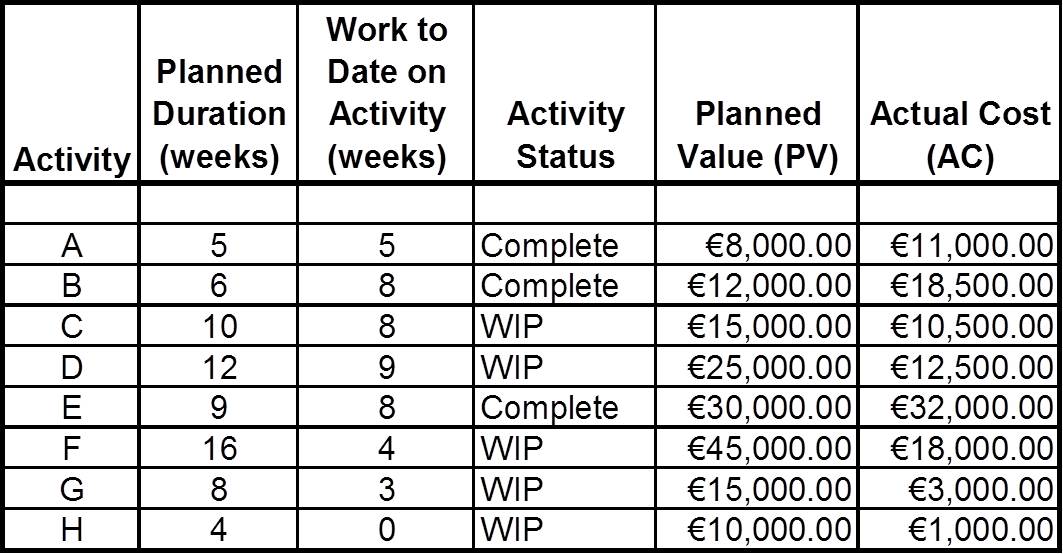 Activity Planned Duration (weeks) Work to Date on Activity (weeks) Activity Status Planned Value (PV) Actual Cost (AC)
A 5 5 Complete €8,000.00 €11,000.00
B 6 8 Complete €12,000.00 €18,500.00
C 10 8 WIP €15,000.00 €10,500.00
D 12 9 WIP €25,000.00 €12,500.00
E 9 8 Complete €30,000.00 €32,000.00
F 16 4 WIP €45,000.00 €18,000.00
G 8 3 WIP €15,000.00 €3,000.00
H 4 0 WIP €10,000.00 €1,000.00